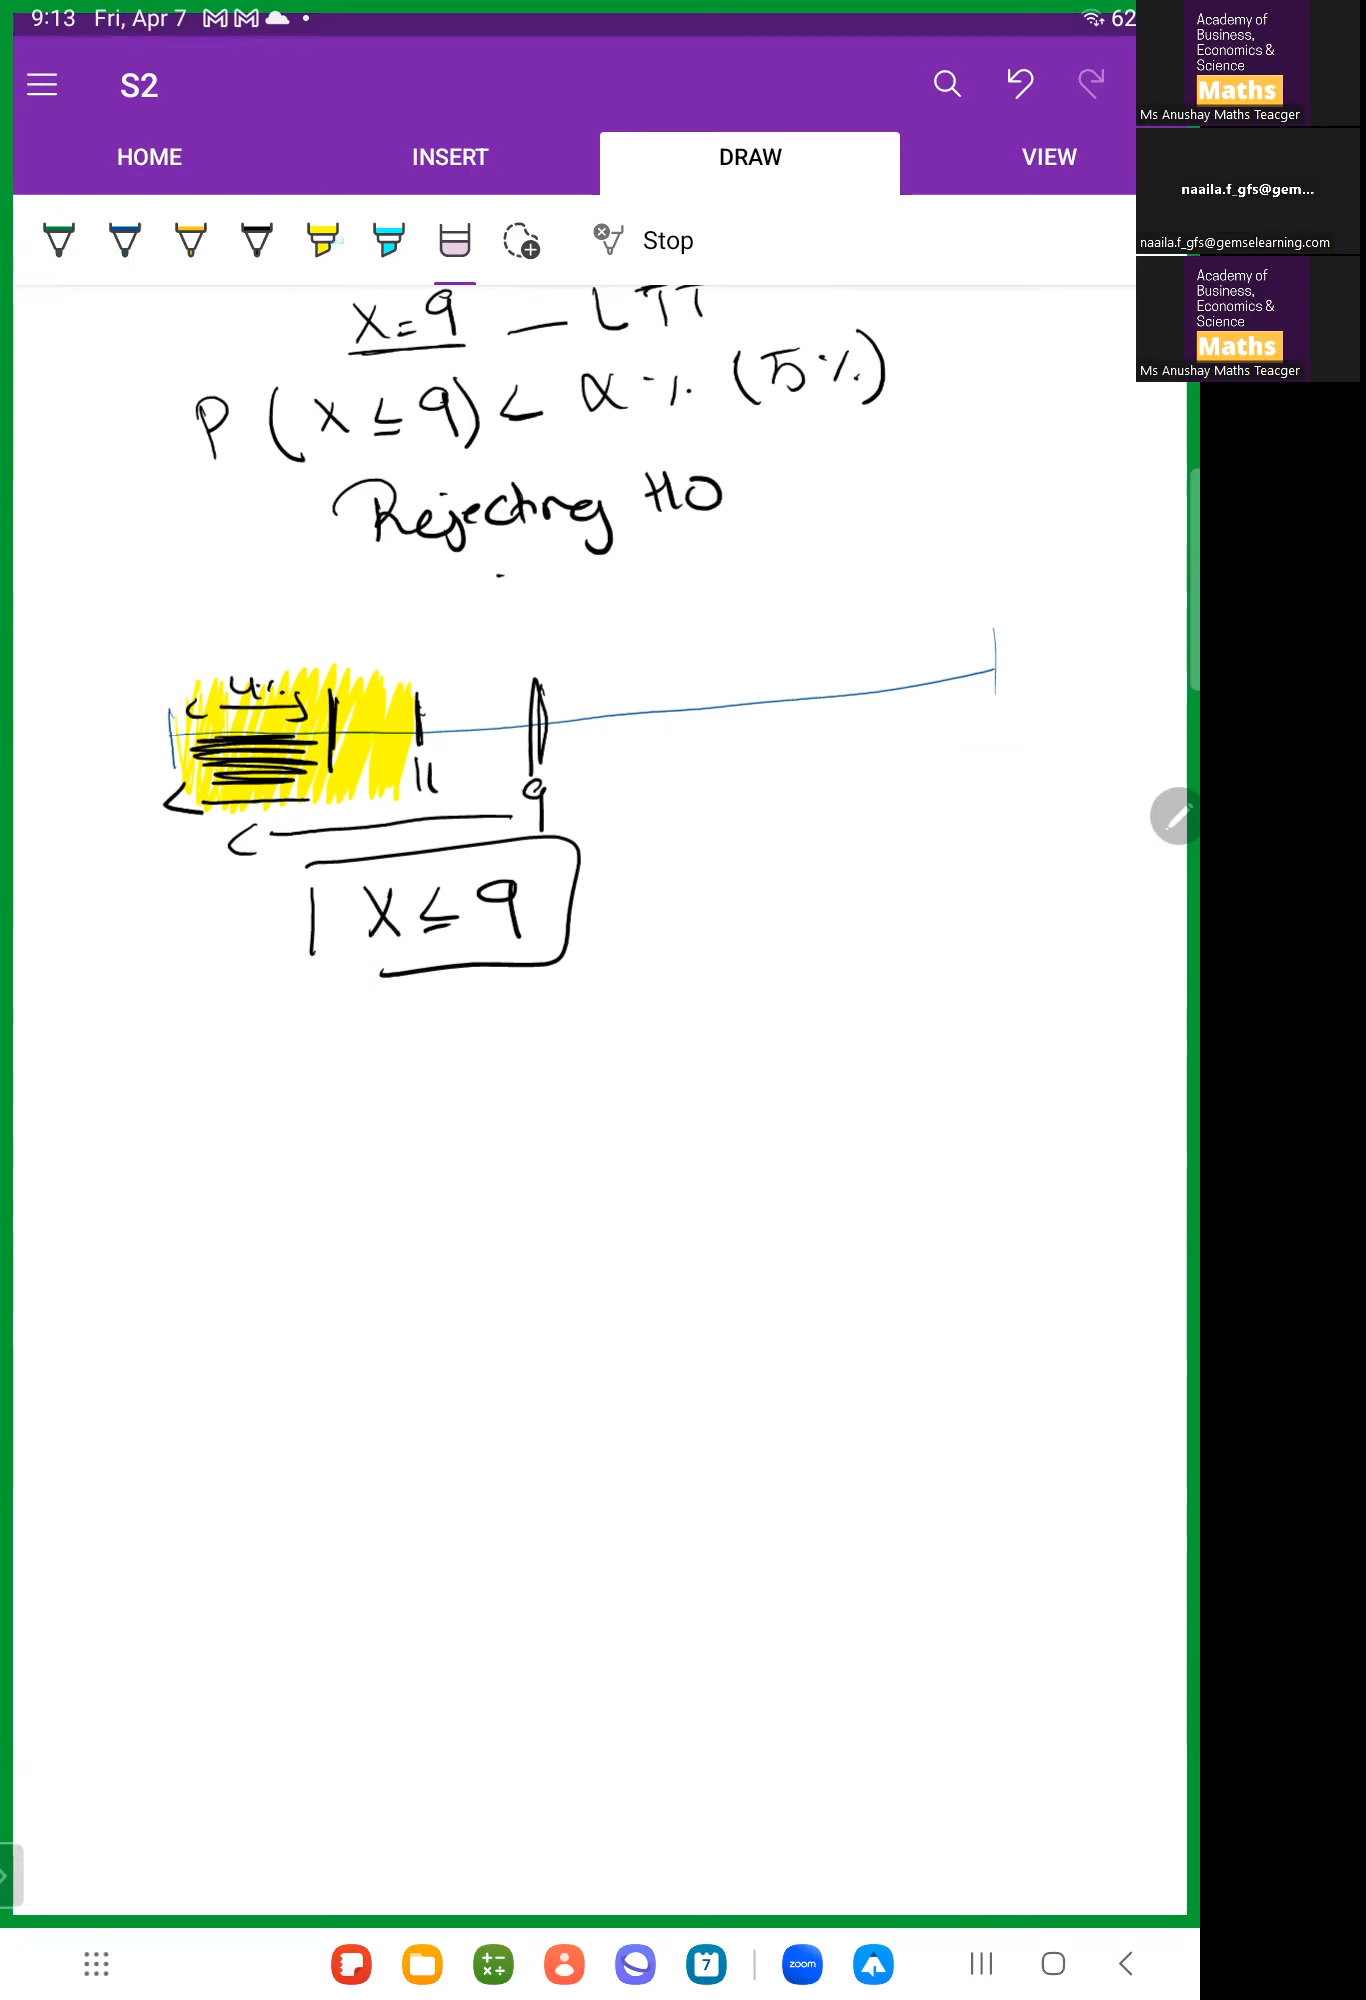 9:13 Fri, Apr 7
62
S2
HOME INSERT DRAW VIEW
Stop
Academy of
Business,
Economics &
Science
Maths
Ms Anushay Maths Teacger
naaila.f_gfs@gem...
naaila.f_gfs@gemselearning.com
Academy of
Business,
Economics &
Science
Maths
Ms Anushay Maths Teacger
x=9 — LTT
P (x ≤ 9) < α % (5%)
Rejecting H0
4%
11
9
X ≤ 9
7
zoom